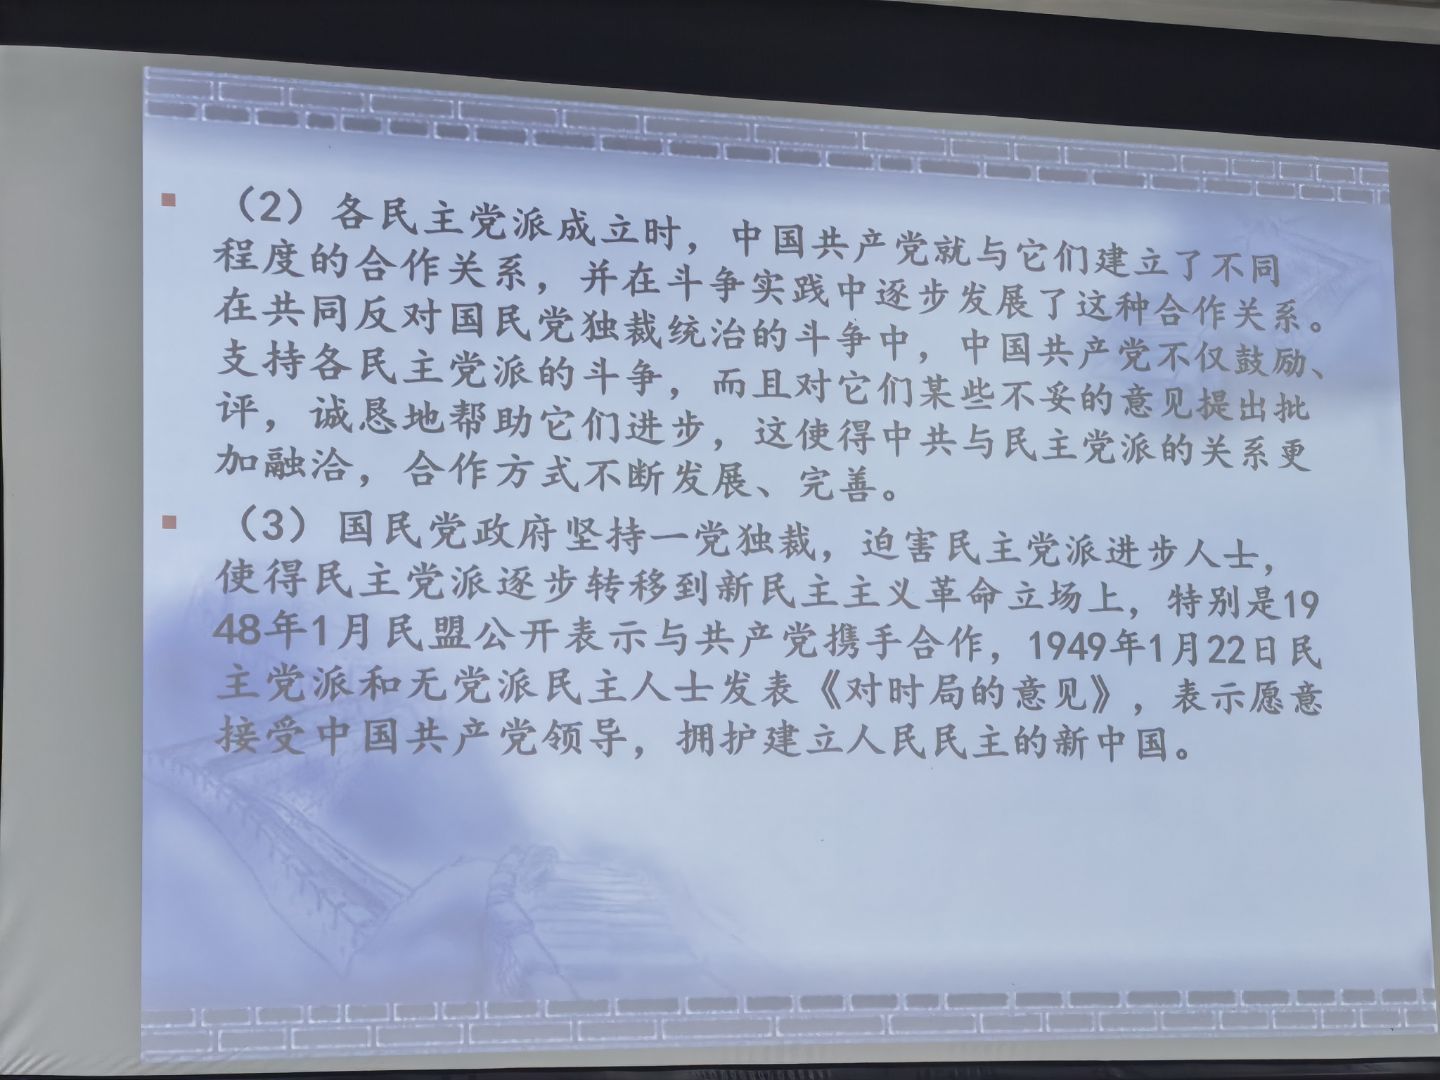 （2）各民主党派成立时，中国共产党就与它们建立了不同
程度的合作关系，并在斗争实践中逐步发展了这种合作关系。
在共同反对国民党独裁统治的斗争中，中国共产党不仅鼓励、
支持各民主党派的斗争，而且对它们某些不妥的意见提出批
评，诚恳地帮助它们进步，这使得中共与民主党派的关系更
加融洽，合作方式不断发展、完善。
（3）国民党政府坚持一党独裁，迫害民主党派进步人士，
使得民主党派逐步转移到新民主主义革命立场上，特别是19
48年1月民盟公开表示与共产党携手合作，1949年1月22日民
主党派和无党派民主人士发表《对时局的意见》，表示愿意
接受中国共产党领导，拥护建立人民民主的新中国。